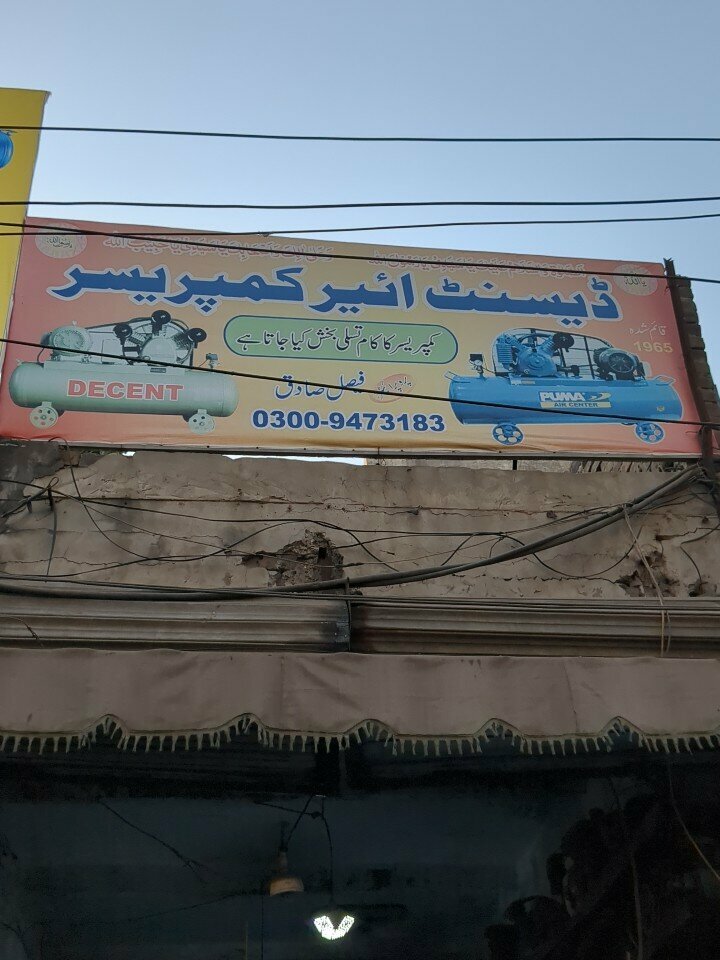 ڈیسنٹ ائیر کمپریسر
قائم شدہ
1965
کمپریسر کا کام تسلی بخش کیا جاتا ہے
DECENT
PUMA
AIR CENTER
فیصل صادق
0300-9473183